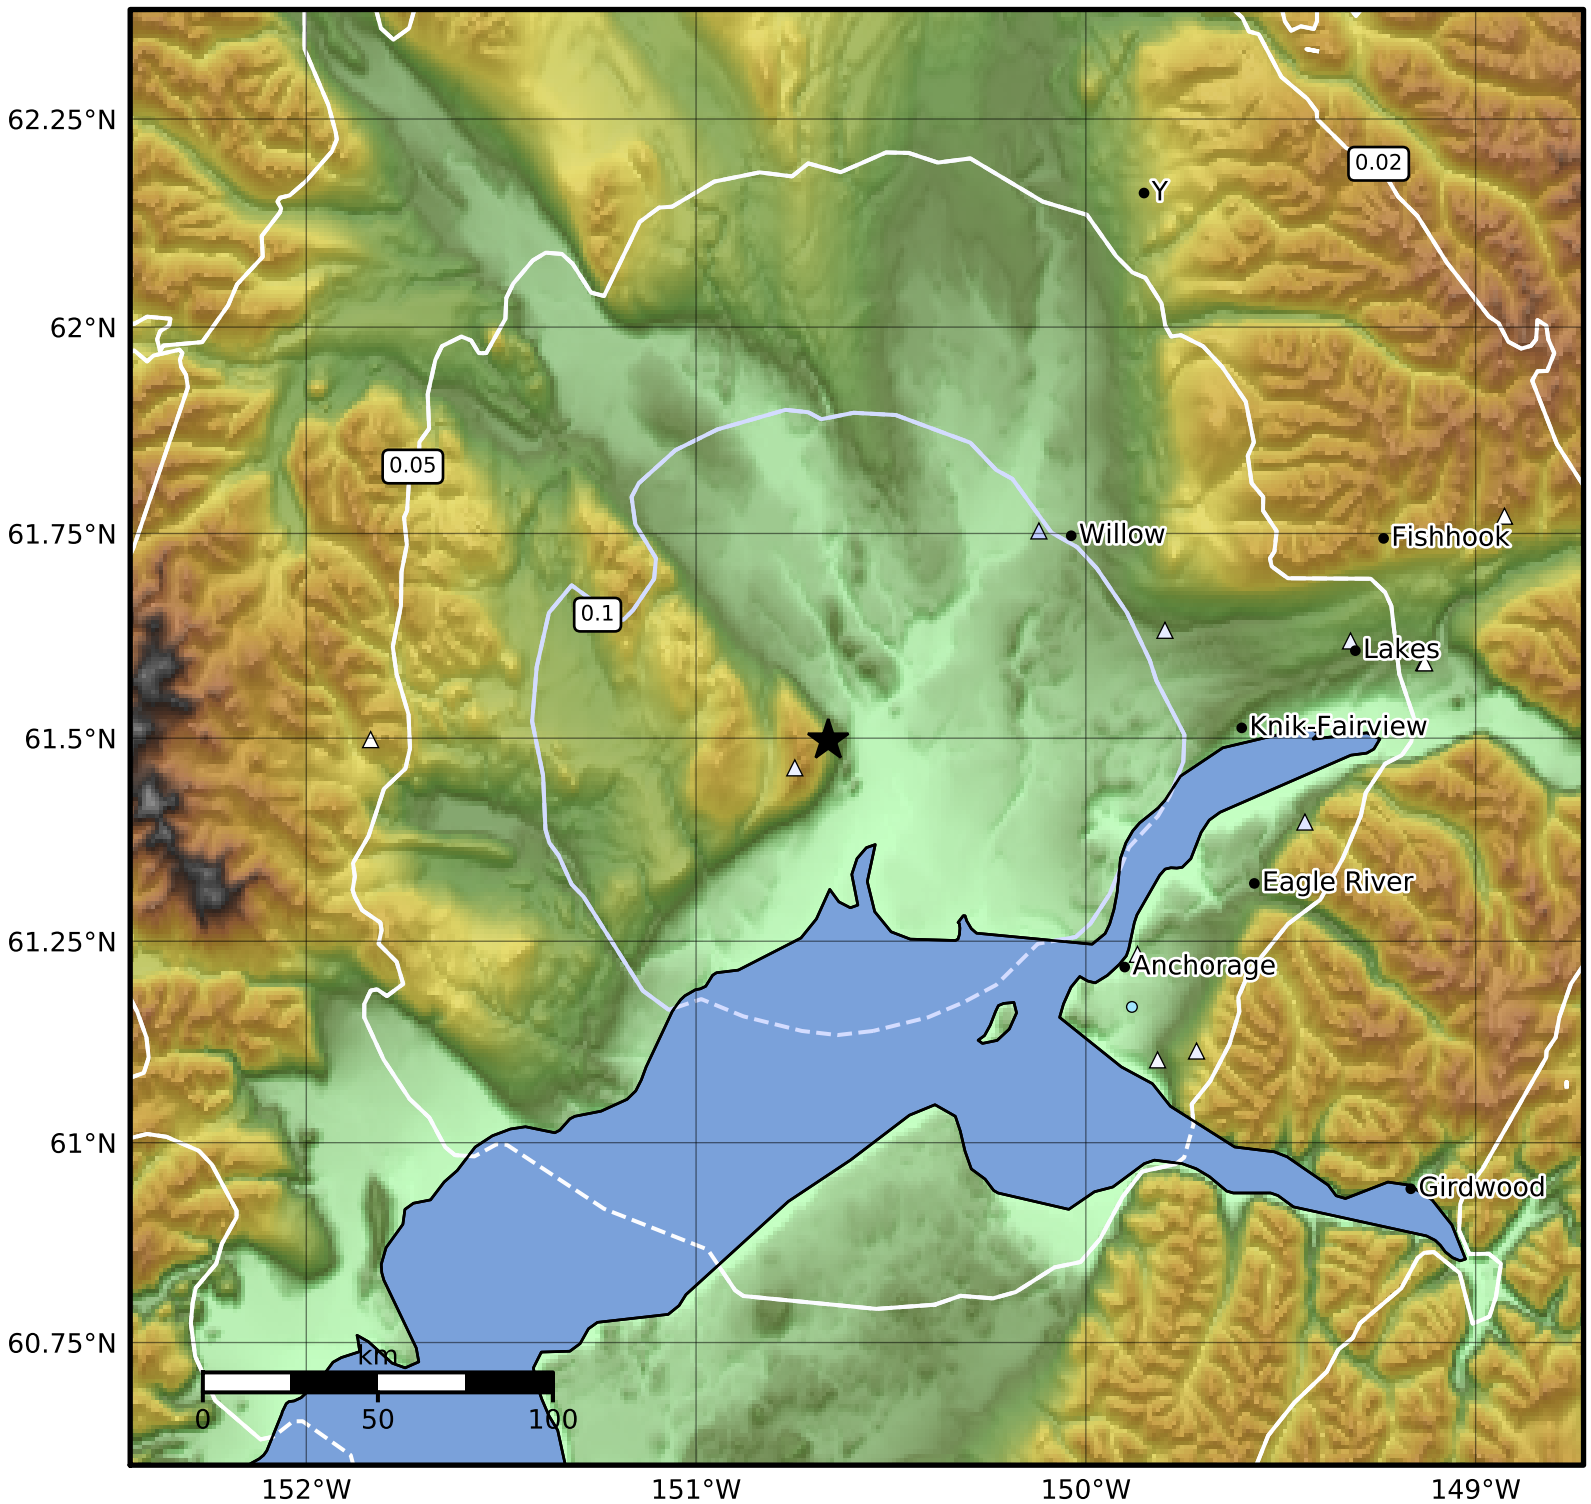 62.25°N
0.02
Y
62°N
0.05
61.75°N
Willow
Fishhook
0.1
Lakes
61.5°N
Knik-Fairview
Eagle River
61.25°N
Anchorage
61°N
Girdwood
60.75°N
km
0 50 100
152°W 151°W 150°W 149°W